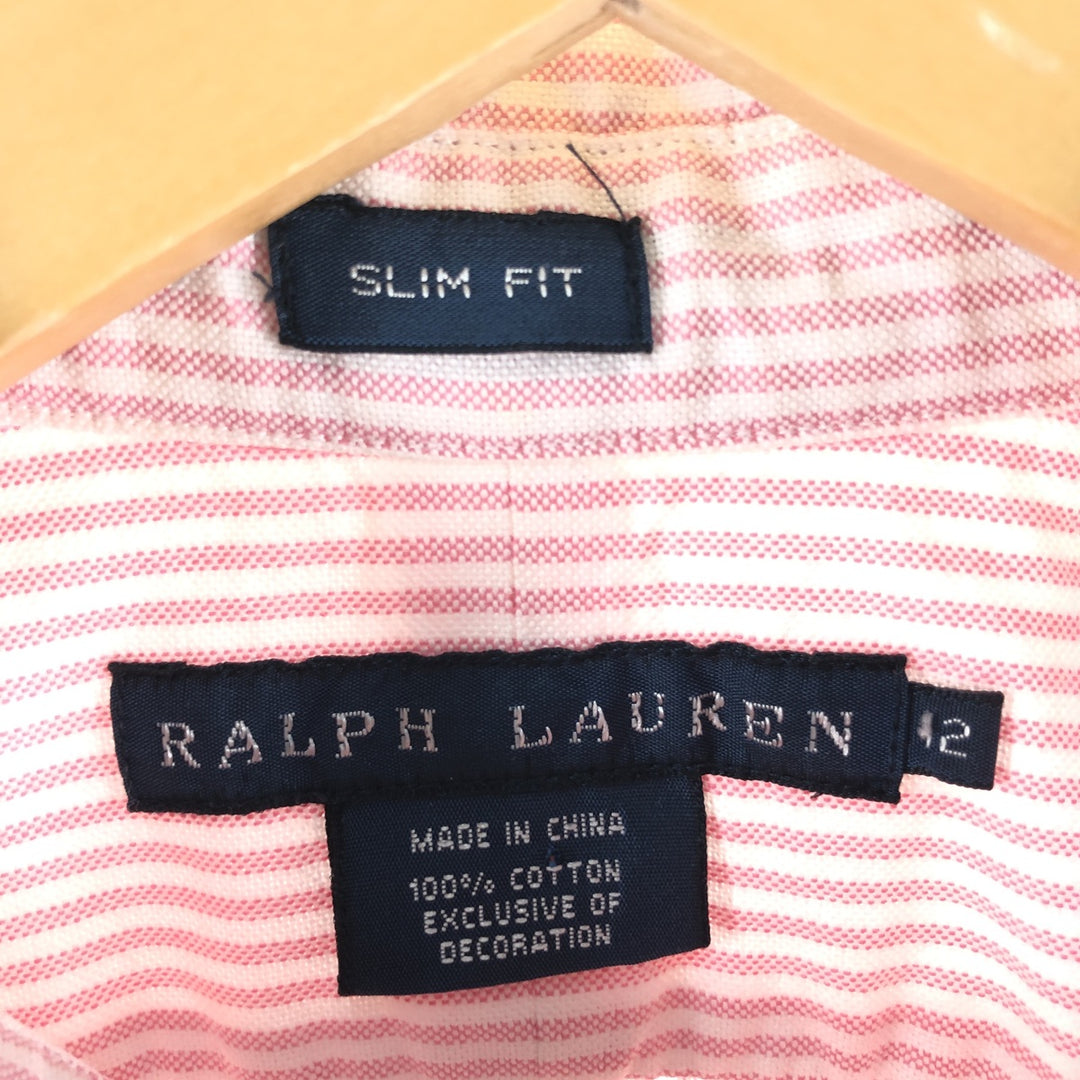 SLIM FIT
RALPH LAUREN 12
MADE IN CHINA
100% COTTON
EXCLUSIVE OF
DECORATION